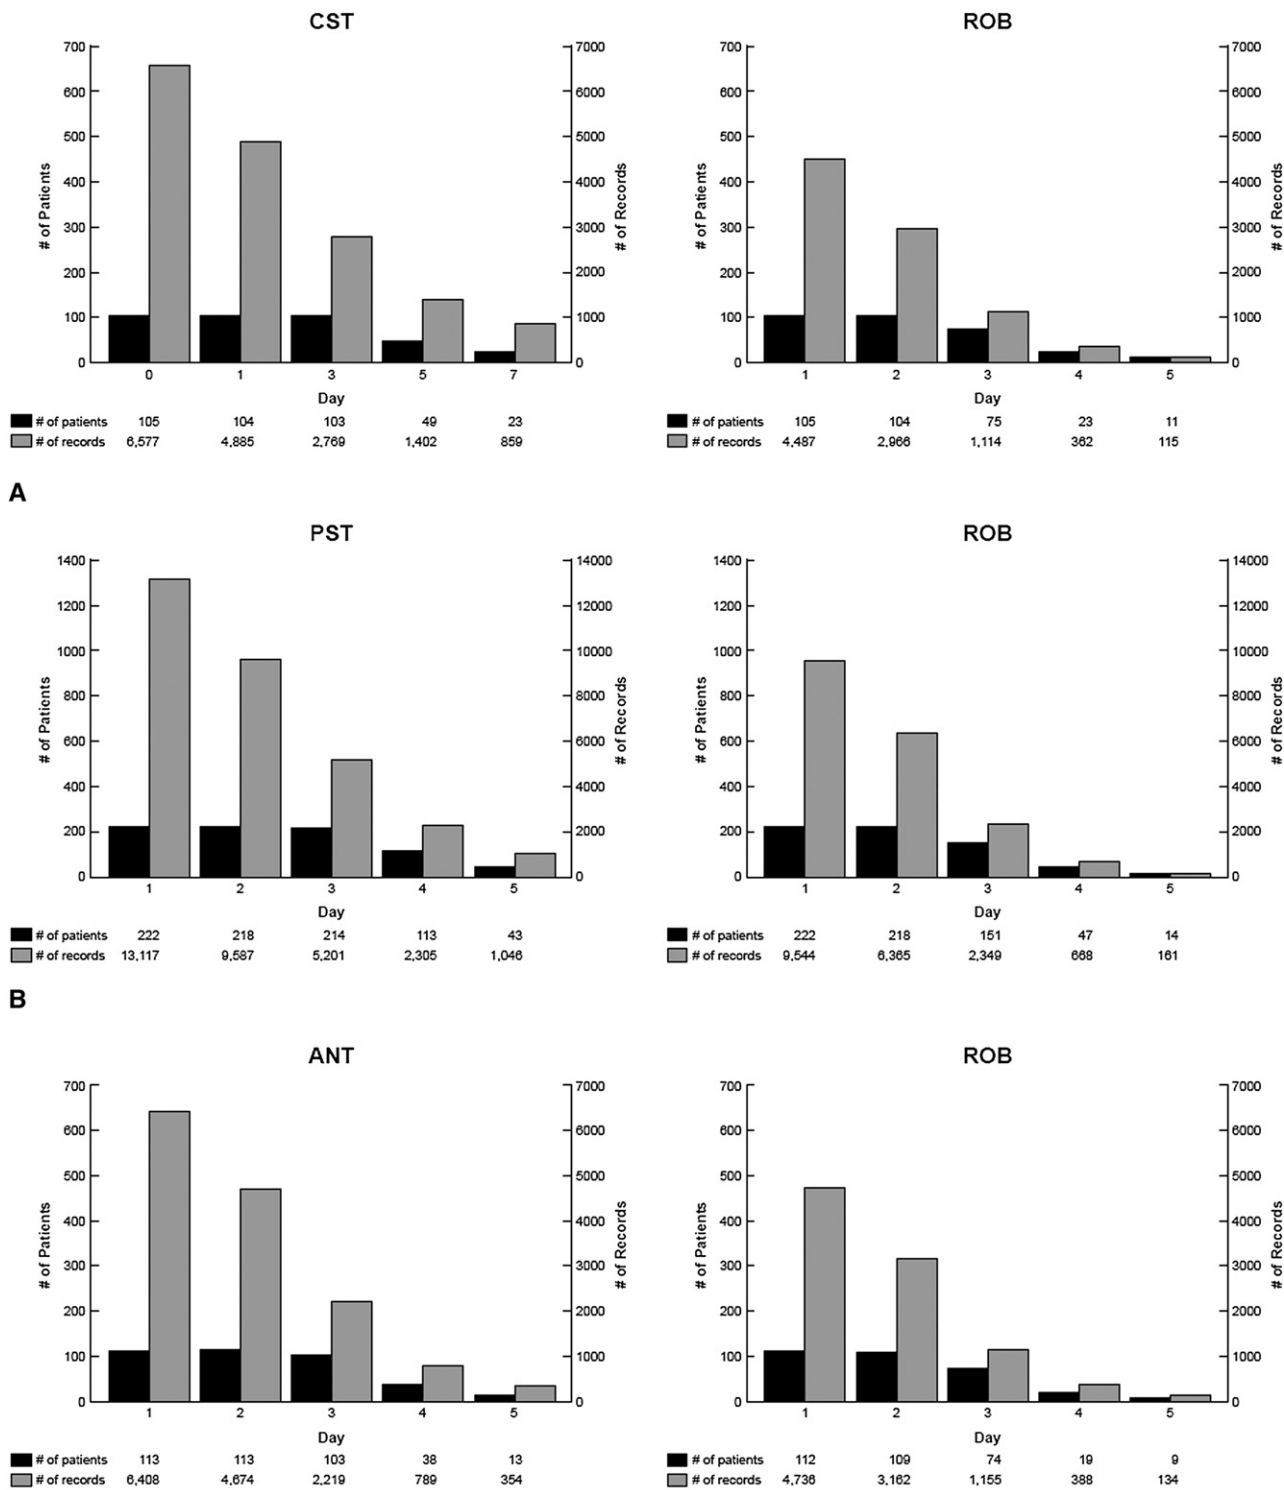 CST
700
600
500
400
300
200
100
0
# of Patients
7000
6000
5000
4000
3000
2000
1000
0
# of Records
0 1 3 5 7
Day
# of patients 105 104 103 49 23
# of records 6,577 4,885 2,769 1,402 859
ROB
700
600
500
400
300
200
100
0
# of Patients
7000
6000
5000
4000
3000
2000
1000
0
# of Records
1 2 3 4 5
Day
# of patients 105 104 75 23 11
# of records 4,487 2,966 1,114 362 115
A
PST
1400
1200
1000
800
600
400
200
0
# of Patients
14000
12000
10000
8000
6000
4000
2000
0
# of Records
1 2 3 4 5
Day
# of patients 222 218 214 113 43
# of records 13,117 9,587 5,201 2,305 1,046
ROB
1400
1200
1000
800
600
400
200
0
# of Patients
14000
12000
10000
8000
6000
4000
2000
0
# of Records
1 2 3 4 5
Day
# of patients 222 218 151 47 14
# of records 9,544 6,365 2,349 668 161
B
ANT
700
600
500
400
300
200
100
0
# of Patients
7000
6000
5000
4000
3000
2000
1000
0
# of Records
1 2 3 4 5
Day
# of patients 113 113 103 38 13
# of records 6,408 4,674 2,219 789 354
ROB
700
600
500
400
300
200
100
0
# of Patients
7000
6000
5000
4000
3000
2000
1000
0
# of Records
1 2 3 4 5
Day
# of patients 112 109 74 19 9
# of records 4,736 3,162 1,155 388 134